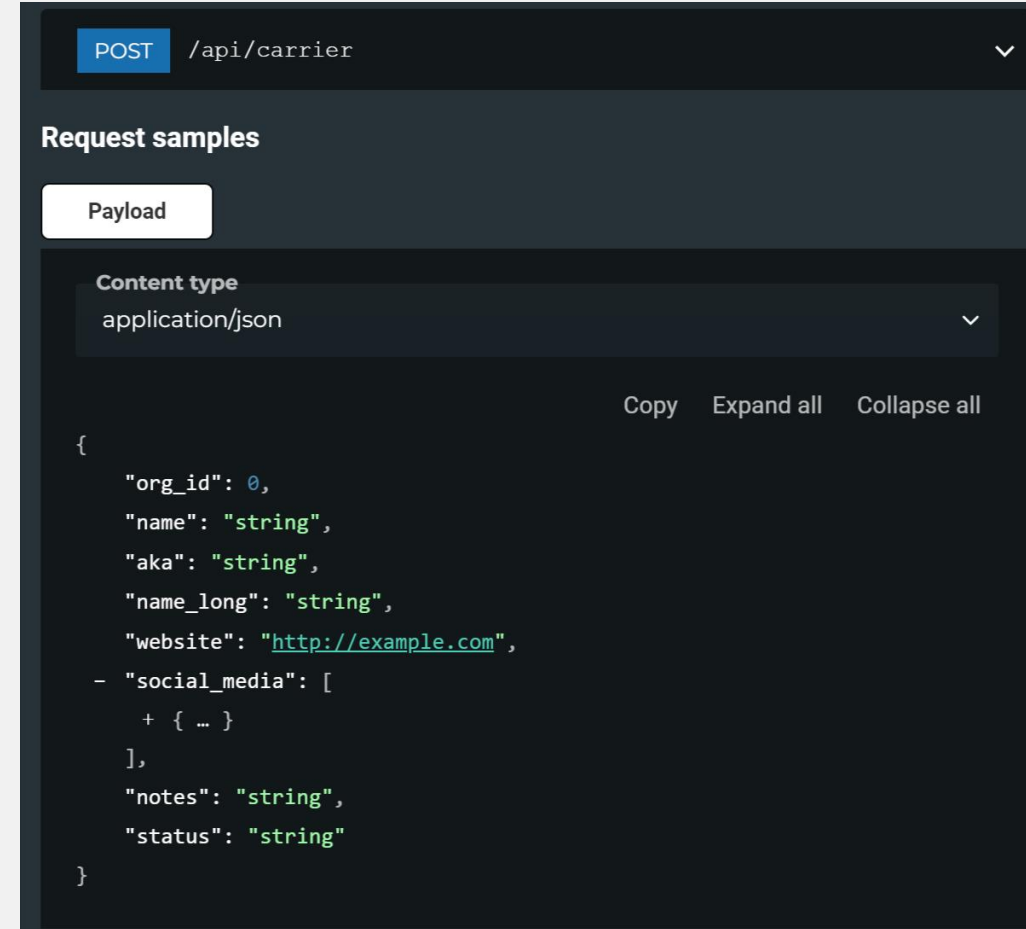 POST /api/carrier
Request samples
Payload
Content type
application/json
Copy Expand all Collapse all
{
"org_id": 0,
"name": "string",
"aka": "string",
"name_long": "string",
"website": "http://example.com",
- "social_media": [
+ { … }
],
"notes": "string",
"status": "string"
}